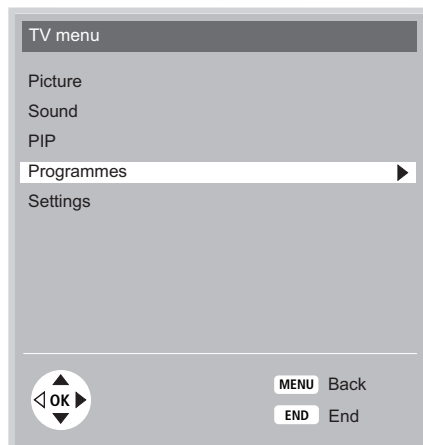 TV menu
Picture
Sound
PIP
Programmes
Settings
OK
MENU Back
END End